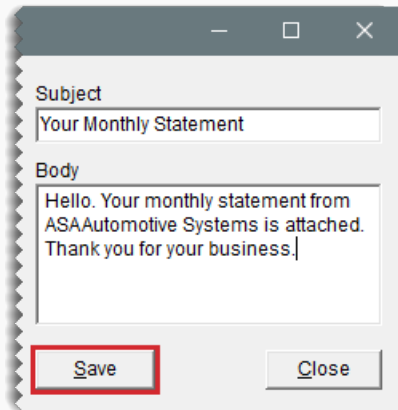 Subject
Your Monthly Statement
Body
Hello. Your monthly statement from
ASAAutomotive Systems is attached.
Thank you for your business.
Save
Close